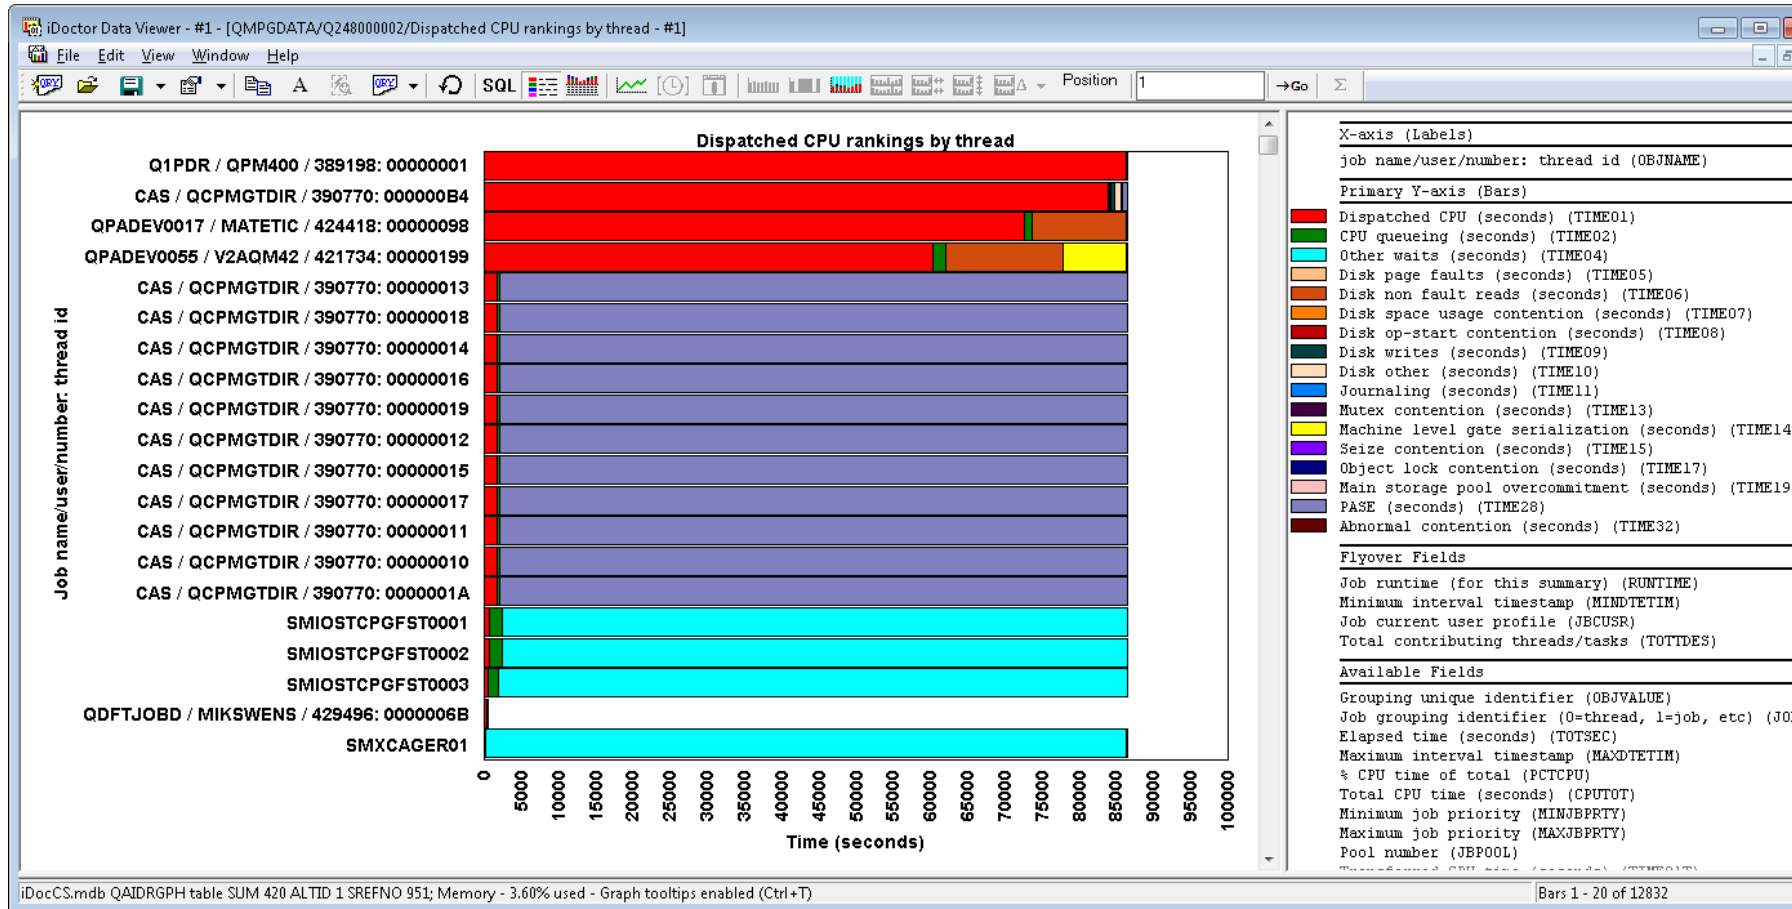 iDoctor Data Viewer - #1 - [QMPGDATA/Q248000002/Dispatched CPU rankings by thread - #1]
File Edit View Window Help
QRY A QRY SQL Position 1 →Go Σ
Dispatched CPU rankings by thread
Job name/user/number: thread id
Q1PDR / QPM400 / 389198: 00000001
CAS / QCPMGTDIR / 390770: 000000B4
QPADEV0017 / MATETIC / 424418: 00000098
QPADEV0055 / V2AQM42 / 421734: 00000199
CAS / QCPMGTDIR / 390770: 00000013
CAS / QCPMGTDIR / 390770: 00000018
CAS / QCPMGTDIR / 390770: 00000014
CAS / QCPMGTDIR / 390770: 00000016
CAS / QCPMGTDIR / 390770: 00000019
CAS / QCPMGTDIR / 390770: 00000012
CAS / QCPMGTDIR / 390770: 00000015
CAS / QCPMGTDIR / 390770: 00000017
CAS / QCPMGTDIR / 390770: 00000011
CAS / QCPMGTDIR / 390770: 00000010
CAS / QCPMGTDIR / 390770: 0000001A
SMIOSTCPGFST0001
SMIOSTCPGFST0002
SMIOSTCPGFST0003
QDFTJOBD / MIKSWENS / 429496: 0000006B
SMXCAGER01
0 5000 10000 15000 20000 25000 30000 35000 40000 45000 50000 55000 60000 65000 70000 75000 80000 85000 90000 95000 100000
Time (seconds)
X-axis (Labels)
job name/user/number: thread id (OBJNAME)
Primary Y-axis (Bars)
Dispatched CPU (seconds) (TIME01)
CPU queueing (seconds) (TIME02)
Other waits (seconds) (TIME04)
Disk page faults (seconds) (TIME05)
Disk non fault reads (seconds) (TIME06)
Disk space usage contention (seconds) (TIME07)
Disk op-start contention (seconds) (TIME08)
Disk writes (seconds) (TIME09)
Disk other (seconds) (TIME10)
Journaling (seconds) (TIME11)
Mutex contention (seconds) (TIME13)
Machine level gate serialization (seconds) (TIME14
Seize contention (seconds) (TIME15)
Object lock contention (seconds) (TIME17)
Main storage pool overcommitment (seconds) (TIME19
PASE (seconds) (TIME28)
Abnormal contention (seconds) (TIME32)
Flyover Fields
Job runtime (for this summary) (RUNTIME)
Minimum interval timestamp (MINDTETIM)
Job current user profile (JBCUSR)
Total contributing threads/tasks (TOTTDES)
Available Fields
Grouping unique identifier (OBJVALUE)
Job grouping identifier (0=thread, 1=job, etc) (JO
Elapsed time (seconds) (TOTSEC)
Maximum interval timestamp (MAXDTETIM)
% CPU time of total (PCTCPU)
Total CPU time (seconds) (CPUTOT)
Minimum job priority (MINJBPRTY)
Maximum job priority (MAXJBPRTY)
Pool number (JBPOOL)
iDocCS.mdb QAIDRGPH table SUM 420 ALTID 1 SREFNO 951; Memory - 3.60% used - Graph tooltips enabled (Ctrl+T)
Bars 1 - 20 of 12832